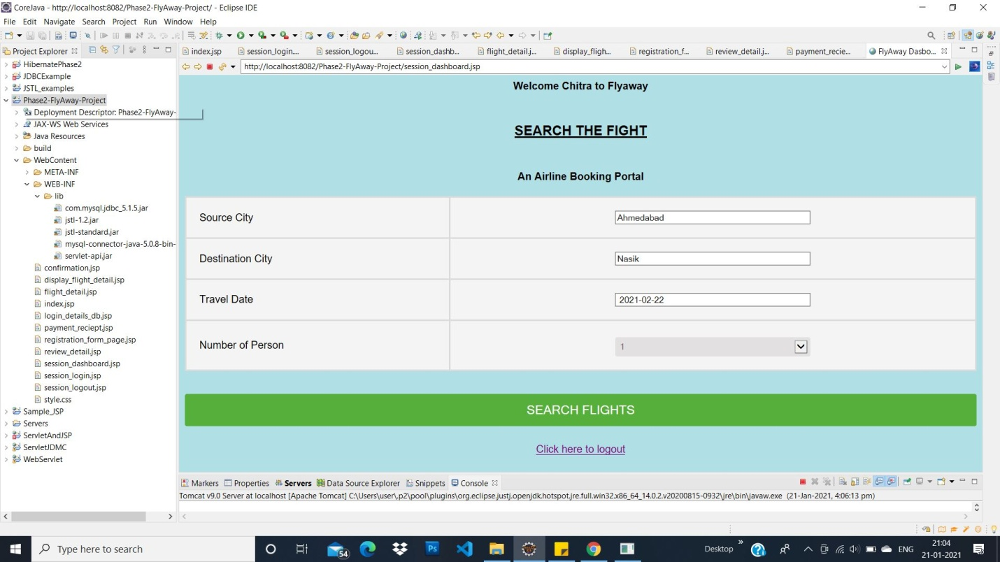 CoreJava - http://localhost:8082/Phase2-FlyAway-Project/ - Eclipse IDE
File Edit Navigate Search Project Run Window Help
Project Explorer
index.jsp
session_login....
session_logou...
session_dashb...
flight_detail.j...
display_fligh...
registration_f...
review_detail.j...
payment_recie...
FlyAway Dasbo...
http://localhost:8082/Phase2-FlyAway-Project/session_dashboard.jsp
HibernatePhase2
JDBCExample
JSTL_examples
Phase2-FlyAway-Project
Deployment Descriptor: Phase2-FlyAway-
JAX-WS Web Services
Java Resources
build
WebContent
META-INF
WEB-INF
lib
com.mysql.jdbc_5.1.5.jar
jstl-1.2.jar
jstl-standard.jar
mysql-connector-java-5.0.8-bin-
servlet-api.jar
confirmation.jsp
display_flight_detail.jsp
flight_detail.jsp
index.jsp
login_details_db.jsp
payment_reciept.jsp
registration_form_page.jsp
review_detail.jsp
session_dashboard.jsp
session_login.jsp
session_logout.jsp
style.css
Sample_JSP
Servers
ServletAndJSP
ServletJDMC
WebServlet
Welcome Chitra to Flyaway
SEARCH THE FIGHT
An Airline Booking Portal
Source City Ahmedabad
Destination City Nasik
Travel Date 2021-02-22
Number of Person 1
SEARCH FLIGHTS
Click here to logout
Markers Properties Servers Data Source Explorer Snippets Console
Tomcat v9.0 Server at localhost [Apache Tomcat] C:\Users\user\.p2\pool\plugins\org.eclipse.justj.openjdk.hotspot.jre.full.win32.x86_64_14.0.2.v20200815-0932\jre\bin\javaw.exe (21-Jan-2021, 4:06:13 pm)
Type here to search
54
Ps
Desktop
ENG
21:04
21-01-2021